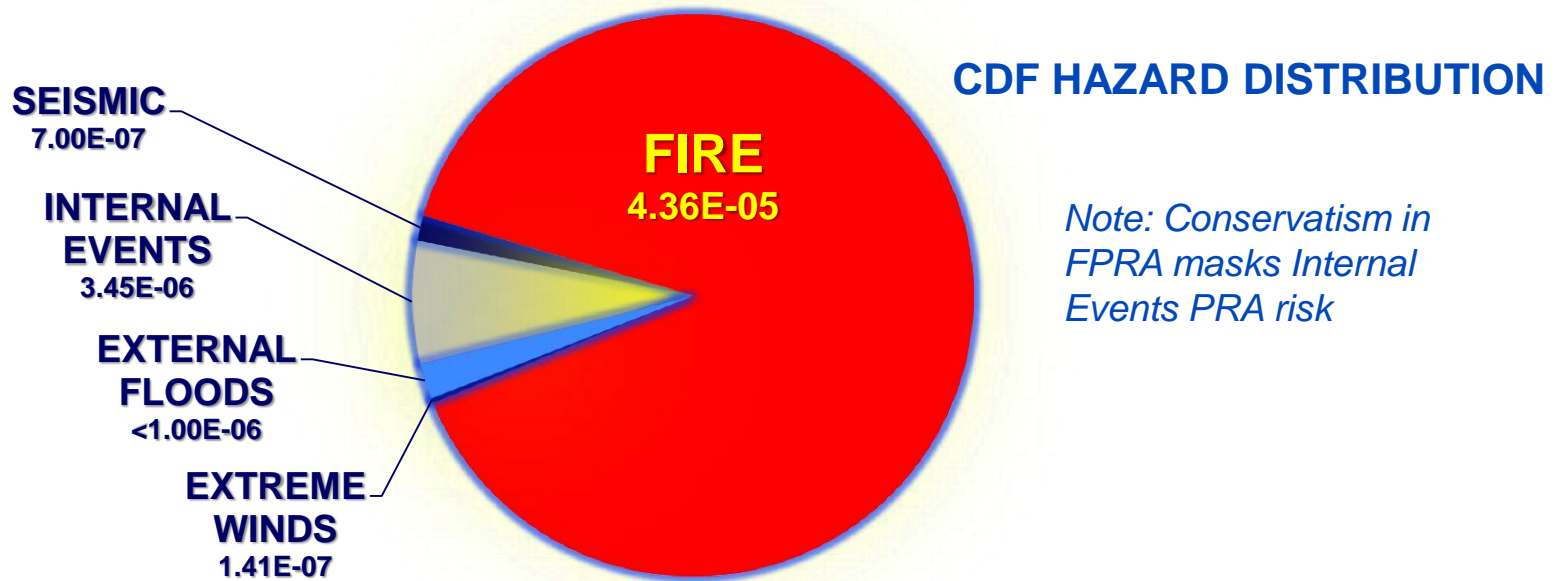 CDF HAZARD DISTRIBUTION
SEISMIC
7.00E-07
INTERNAL
EVENTS
3.45E-06
EXTERNAL
FLOODS
<1.00E-06
EXTREME
WINDS
1.41E-07
FIRE
4.36E-05
Note: Conservatism in
FPRA masks Internal
Events PRA risk